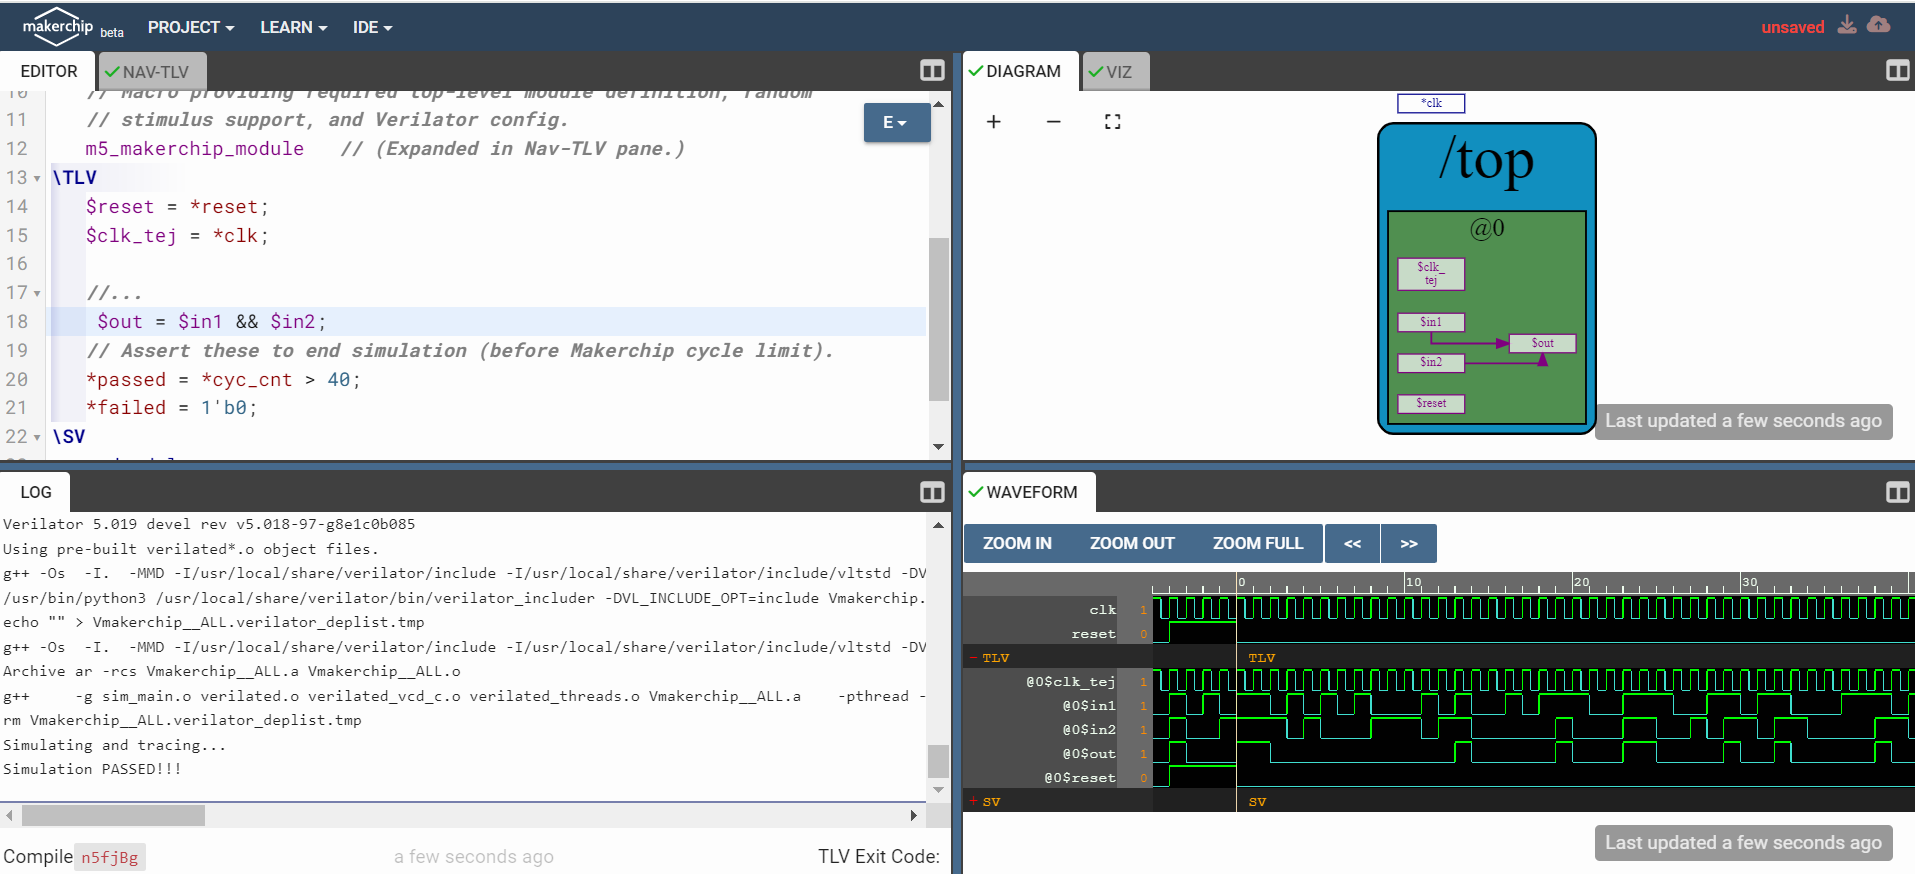 makerchip beta PROJECT LEARN IDE unsaved
EDITOR NAV-TLV
10 // Macro providing required top-level module definition, random
11 // stimulus support, and Verilator config.
12 m5_makerchip_module // (Expanded in Nav-TLV pane.)
13 \TLV
14 $reset = *reset;
15 $clk_tej = *clk;
16
17 //...
18 $out = $in1 && $in2;
19 // Assert these to end simulation (before Makerchip cycle limit).
20 *passed = *cyc_cnt > 40;
21 *failed = 1'b0;
22 \SV
E
DIAGRAM VIZ
+ −
*clk
/top
@0
$clk_
tej
$in1
$out
$in2
$reset
Last updated a few seconds ago
LOG
Verilator 5.019 devel rev v5.018-97-g8e1c0b085
Using pre-built verilated*.o object files.
g++ -Os -I. -MMD -I/usr/local/share/verilator/include -I/usr/local/share/verilator/include/vltstd -DV
/usr/bin/python3 /usr/local/share/verilator/bin/verilator_includer -DVL_INCLUDE_OPT=include Vmakerchip.
echo "" > Vmakerchip__ALL.verilator_deplist.tmp
g++ -Os -I. -MMD -I/usr/local/share/verilator/include -I/usr/local/share/verilator/include/vltstd -DV
Archive ar -rcs Vmakerchip__ALL.a Vmakerchip__ALL.o
g++ -g sim_main.o verilated.o verilated_vcd_c.o verilated_threads.o Vmakerchip__ALL.a -pthread -
rm Vmakerchip__ALL.verilator_deplist.tmp
Simulating and tracing...
Simulation PASSED!!!
Compile n5fjBg a few seconds ago TLV Exit Code:
WAVEFORM
ZOOM IN ZOOM OUT ZOOM FULL << >>
0 10 20 30
clk 1
reset 0
- TLV TLV
@0$clk_tej 1
@0$in1 1
@0$in2 1
@0$out 1
@0$reset 0
+ SV SV
Last updated a few seconds ago